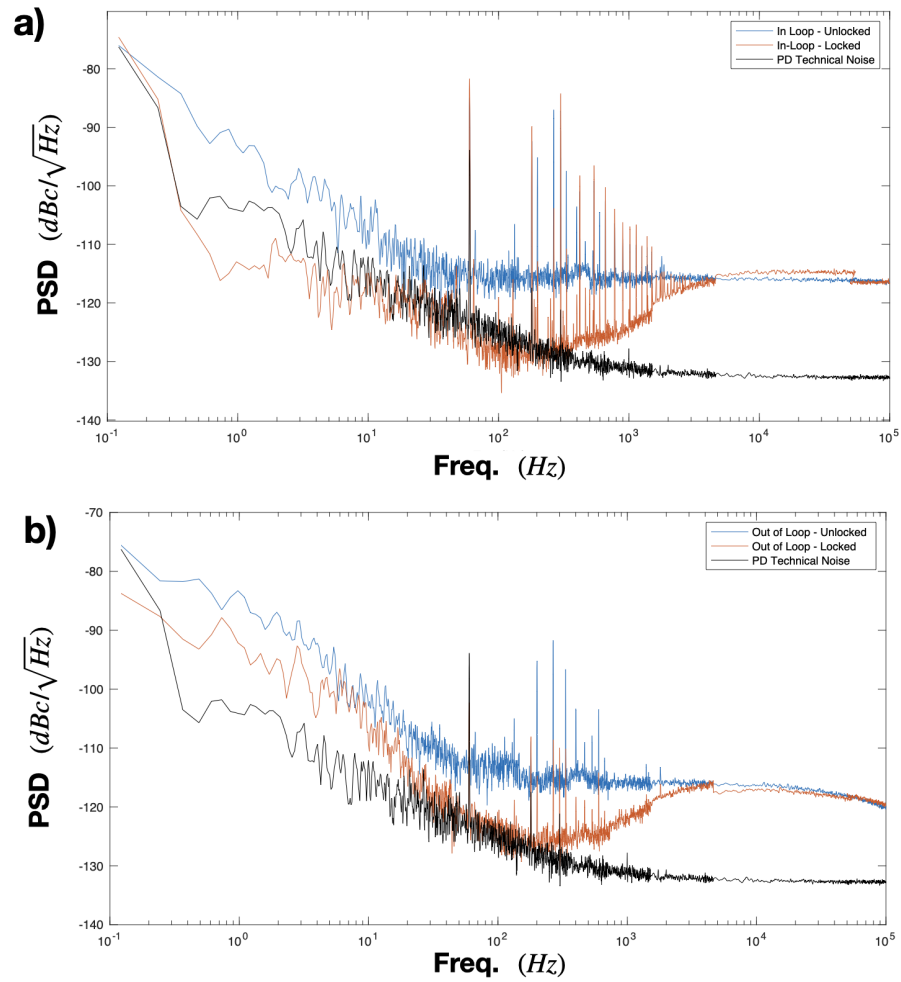 a)
In Loop - Unlocked
In-Loop - Locked
PD Technical Noise
-80
-90
-100
-110
-120
-130
-140
PSD (dBc/√Hz)
10^-1
10^0
10^1
10^2
10^3
10^4
10^5
Freq. (Hz)
b)
Out of Loop - Unlocked
Out of Loop - Locked
PD Technical Noise
-70
-80
-90
-100
-110
-120
-130
-140
PSD (dBc/√Hz)
10^-1
10^0
10^1
10^2
10^3
10^4
10^5
Freq. (Hz)